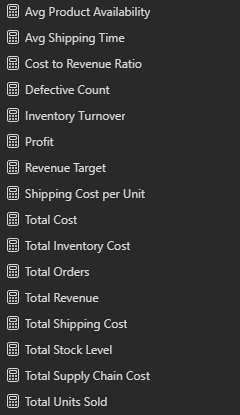 Avg Product Availability
Avg Shipping Time
Cost to Revenue Ratio
Defective Count
Inventory Turnover
Profit
Revenue Target
Shipping Cost per Unit
Total Cost
Total Inventory Cost
Total Orders
Total Revenue
Total Shipping Cost
Total Stock Level
Total Supply Chain Cost
Total Units Sold